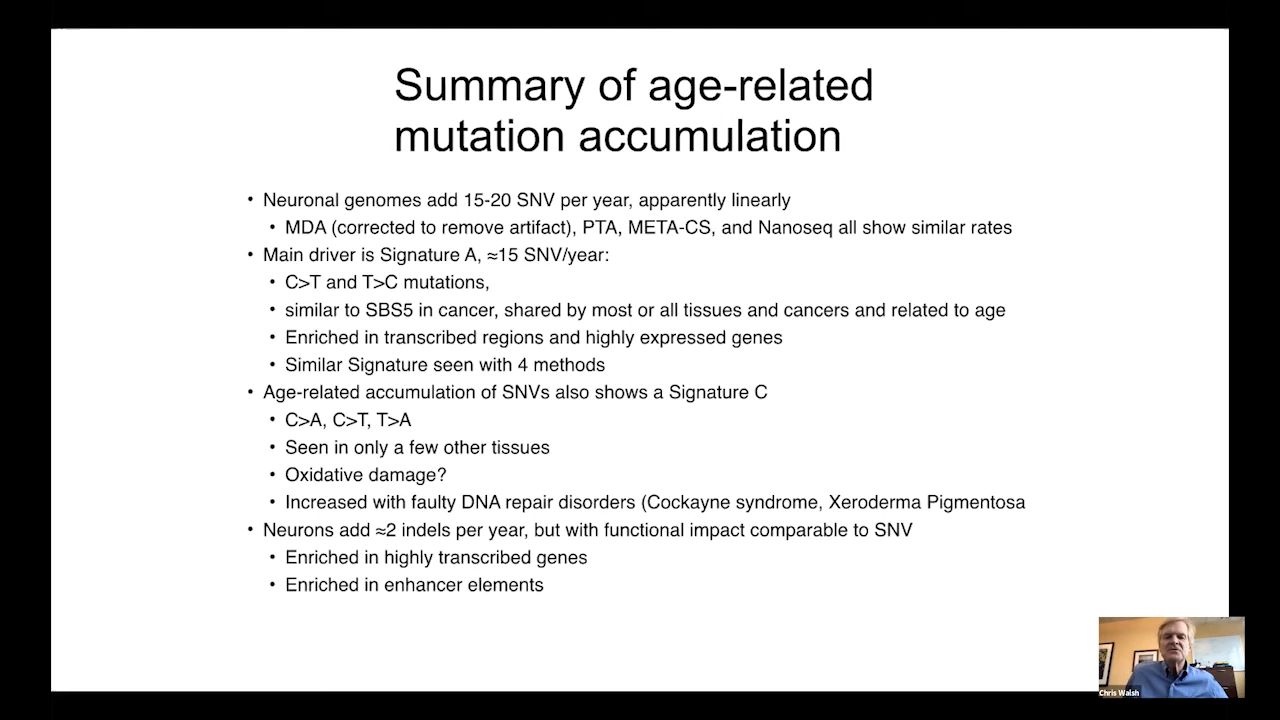 Summary of age-related
mutation accumulation
• Neuronal genomes add 15-20 SNV per year, apparently linearly
• MDA (corrected to remove artifact), PTA, META-CS, and Nanoseq all show similar rates
• Main driver is Signature A, ≈15 SNV/year:
• C>T and T>C mutations,
• similar to SBS5 in cancer, shared by most or all tissues and cancers and related to age
• Enriched in transcribed regions and highly expressed genes
• Similar Signature seen with 4 methods
• Age-related accumulation of SNVs also shows a Signature C
• C>A, C>T, T>A
• Seen in only a few other tissues
• Oxidative damage?
• Increased with faulty DNA repair disorders (Cockayne syndrome, Xeroderma Pigmentosa
• Neurons add ≈2 indels per year, but with functional impact comparable to SNV
• Enriched in highly transcribed genes
• Enriched in enhancer elements
Chris Walsh